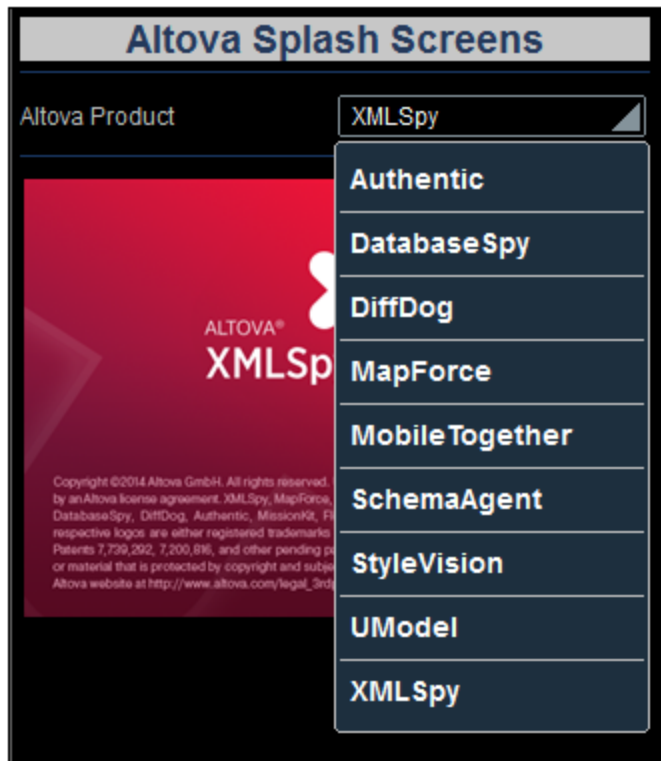 Altova Splash Screens
Altova Product
XMLSpy
Authentic
DatabaseSpy
DiffDog
MapForce
MobileTogether
SchemaAgent
StyleVision
UModel
XMLSpy
ALTOVA®
XMLSp
Copyright ©2014 Altova GmbH. All rights reserved.
by an Altova license agreement. XMLSpy, MapForce,
DatabaseSpy, DiffDog, Authentic, MissionKit,
respective logos are either registered trademarks
Patents 7,739,292, 7,200,816, and other pending
or material that is protected by copyright and
Altova website at http://www.altova.com/legal_3rdp